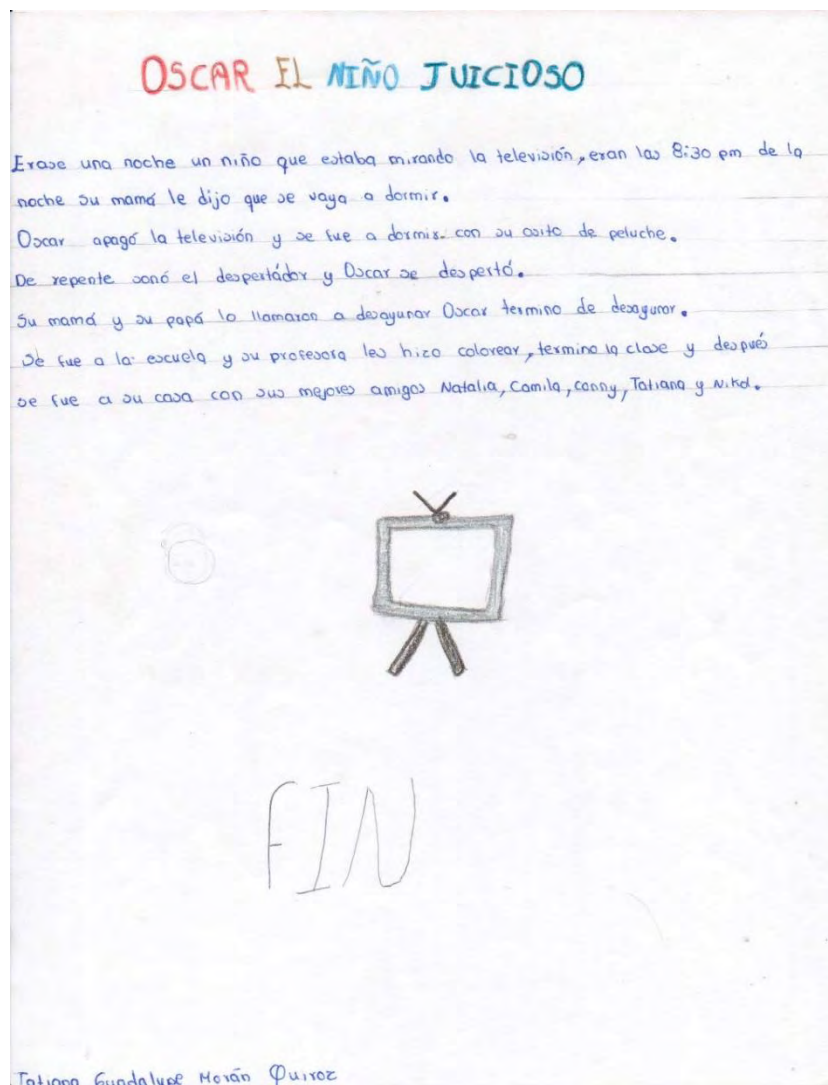 OSCAR EL NIÑO JUICIOSO
Erase una noche un niño que estaba mirando la televisión, eran las 8:30 pm de la
noche su mamá le dijo que se vaya a dormir.
Oscar apagó la televisión y se fue a dormir. con su osito de peluche.
De repente sonó el despertádor y Oscar se despertó.
Su mamá y su papá lo llamaron a desayunar Oscar termino de desayunar.
Se fue a la escuela y su profesora les hizo colorear, termino la clase y después
se fue a su casa con sus mejores amigos Natalia, Camila, conny, Tatiana y Nikol.
FIN
Tatiana Guadalupe Morán Quiroz